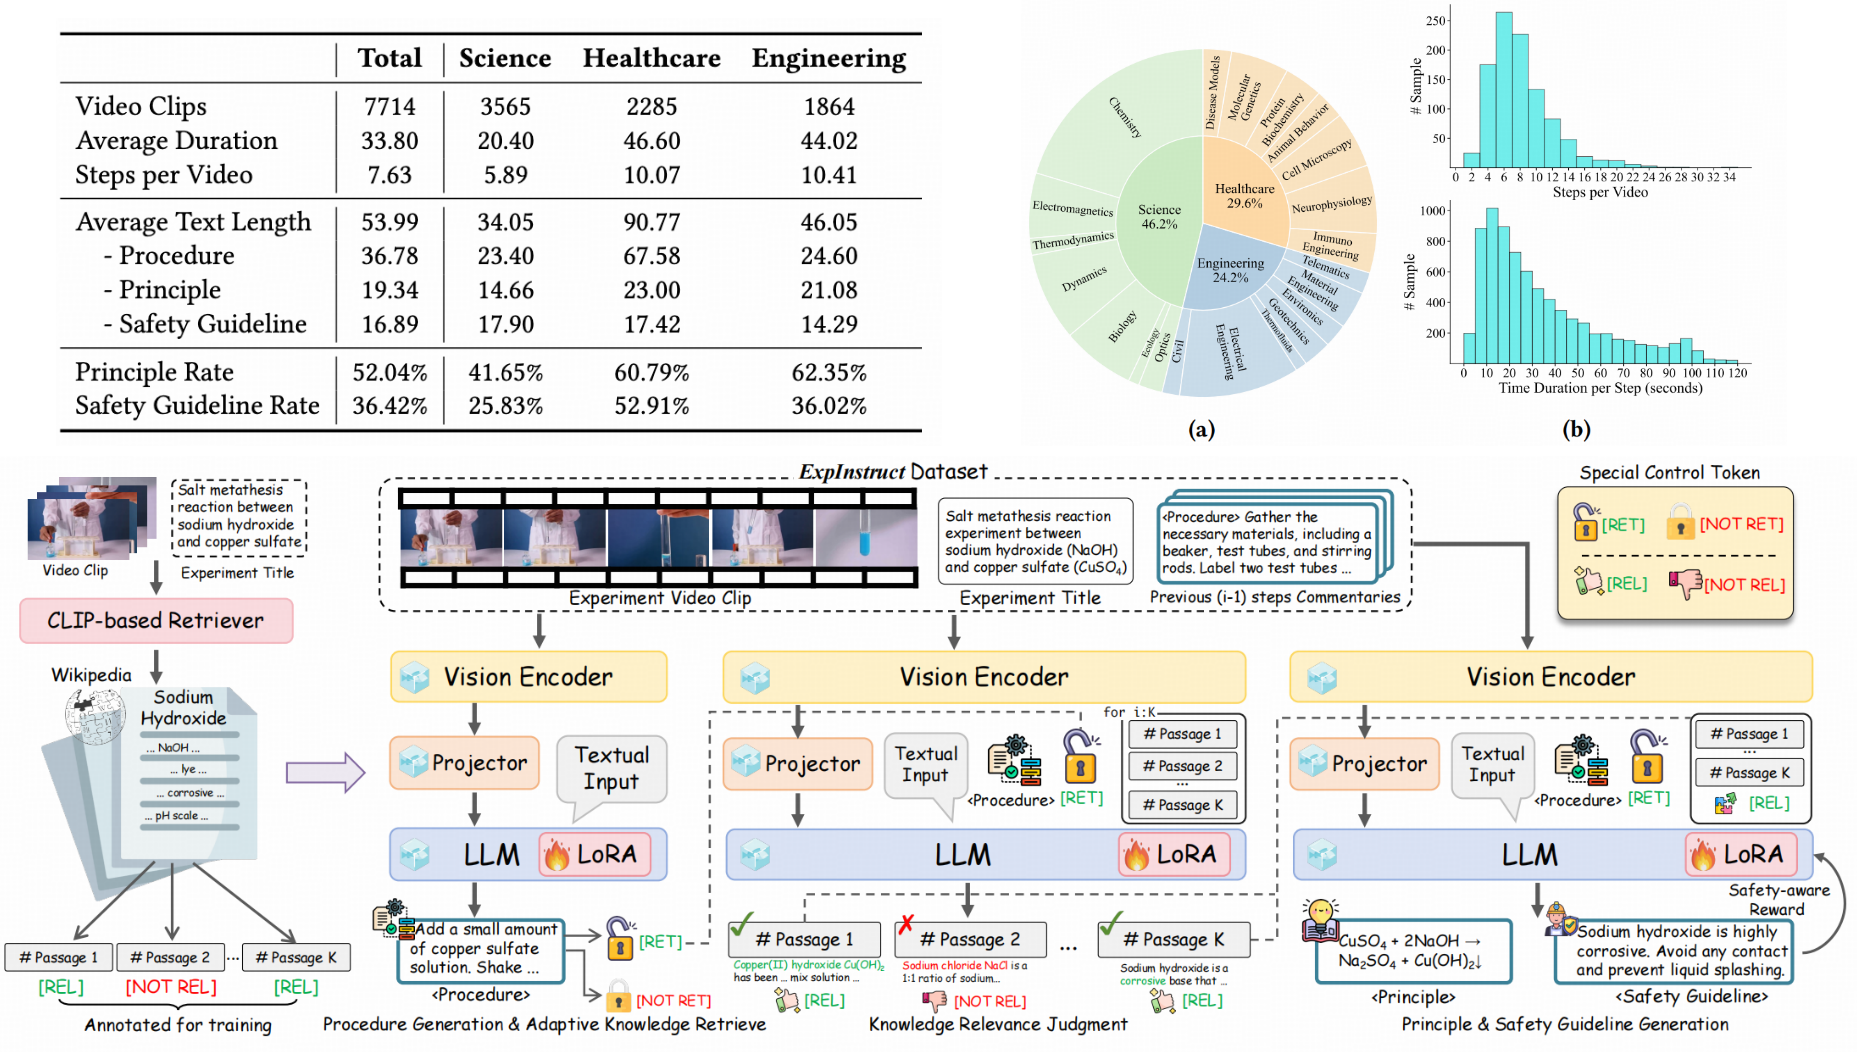 Total Science Healthcare Engineering
Video Clips 7714 3565 2285 1864
Average Duration 33.80 20.40 46.60 44.02
Steps per Video 7.63 5.89 10.07 10.41
Average Text Length 53.99 34.05 90.77 46.05
- Procedure 36.78 23.40 67.58 24.60
- Principle 19.34 14.66 23.00 21.08
- Safety Guideline 16.89 17.90 17.42 14.29
Principle Rate 52.04% 41.65% 60.79% 62.35%
Safety Guideline Rate 36.42% 25.83% 52.91% 36.02%
Science
46.2%
Healthcare
29.6%
Engineering
24.2%
Disease Models
Molecular
Genetics
Protein
Biochemistry
Animal Behavior
Cell Microscopy
Neurophysiology
Immuno
Engineering
Telematics
Material
Engineering
Environics
Geotechnics
Thermofluids
Electrical
Engineering
Civil
Optics
Ecology
Biology
Dynamics
Thermodynamics
Electromagnetics
Chemistry
(a)
# Sample
250
200
150
100
50
0 2 4 6 8 10 12 14 16 18 20 22 24 26 28 30 32 34
Steps per Video
# Sample
1000
800
600
400
200
0 10 20 30 40 50 60 70 80 90 100 110 120
Time Duration per Step (seconds)
(b)
Video Clip
Salt metathesis
reaction between
sodium hydroxide
and copper sulfate
Experiment Title
CLIP-based Retriever
Wikipedia
Sodium
Hydroxide
... NaOH ...
... lye ...
... corrosive ...
... pH scale ...
# Passage 1
# Passage 2
...
# Passage K
[REL]
[NOT REL]
[REL]
Annotated for training
ExpInstruct Dataset
Experiment Video Clip
Salt metathesis reaction
experiment between
sodium hydroxide (NaOH)
and copper sulfate (CuSO₄)
Experiment Title
<Procedure> Gather the
necessary materials, including a
beaker, test tubes, and stirring
rods. Label two test tubes ...
Previous (i-1) steps Commentaries
Special Control Token
[RET]
[NOT RET]
[REL]
[NOT REL]
Vision Encoder
Projector
Textual
Input
LLM
LoRA
Add a small amount
of copper sulfate
solution. Shake ...
<Procedure>
[RET]
[NOT RET]
Procedure Generation & Adaptive Knowledge Retrieve
Vision Encoder
Projector
Textual
Input
<Procedure>
[RET]
for i:K
# Passage 1
# Passage 2
...
# Passage K
LLM
LoRA
# Passage 1
Copper(II) hydroxide Cu(OH)₂
has been ... mix solution ...
[REL]
# Passage 2
Sodium chloride NaCl is a
1:1 ratio of sodium...
[NOT REL]
...
# Passage K
Sodium hydroxide is a
corrosive base that ...
[REL]
Knowledge Relevance Judgment
Vision Encoder
Projector
Textual
Input
<Procedure>
[RET]
# Passage 1
...
# Passage K
[REL]
LLM
LoRA
Safety-aware
Reward
CuSO₄ + 2NaOH →
Na₂SO₄ + Cu(OH)₂↓
<Principle>
Sodium hydroxide is highly
corrosive. Avoid any contact
and prevent liquid splashing.
<Safety Guideline>
Principle & Safety Guideline Generation